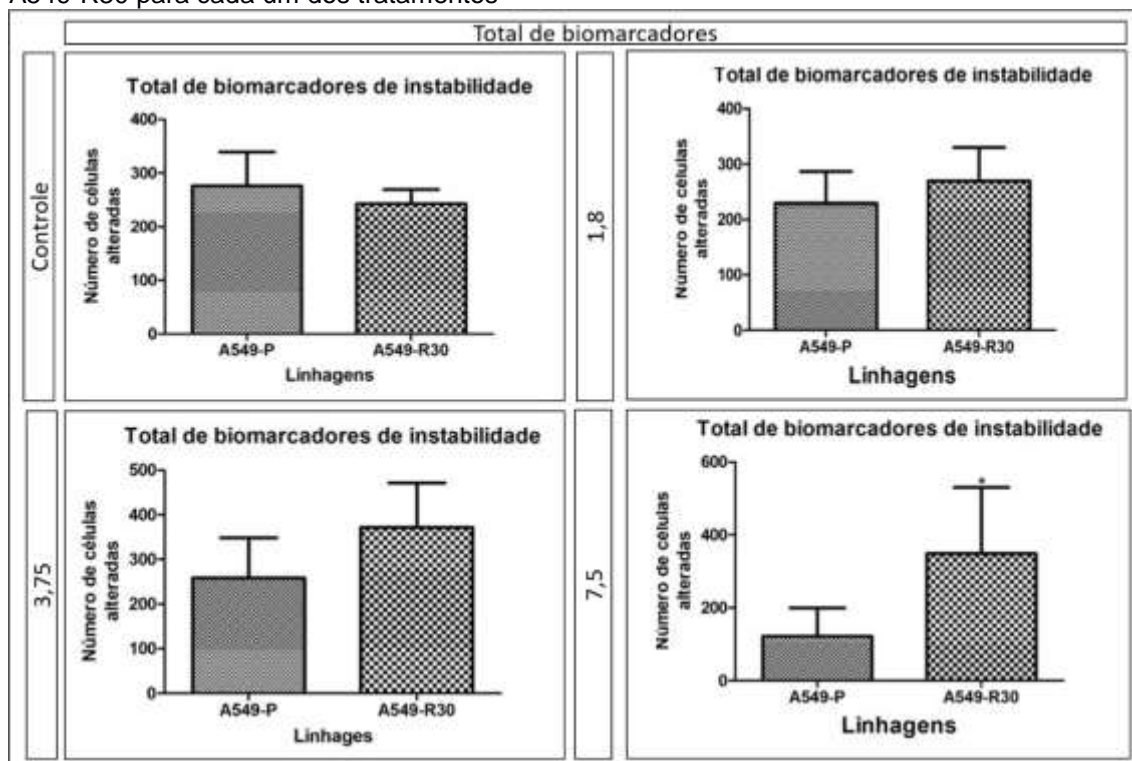 A549-R30 para cada um dos tratamentos
Total de biomarcadores
Controle
Total de biomarcadores de instabilidade
Número de células
alteradas
400
300
200
100
0
A549-P A549-R30
Linhagens
1,8
Total de biomarcadores de instabilidade
Número de células
alteradas
400
300
200
100
0
A549-P A549-R30
Linhagens
3,75
Total de biomarcadores de instabilidade
Número de células
alteradas
500
400
300
200
100
0
A549-P A549-R30
Linhages
7,5
Total de biomarcadores de instabilidade
Número de células
alteradas
600
400
200
0
*
A549-P A549-R30
Linhagens